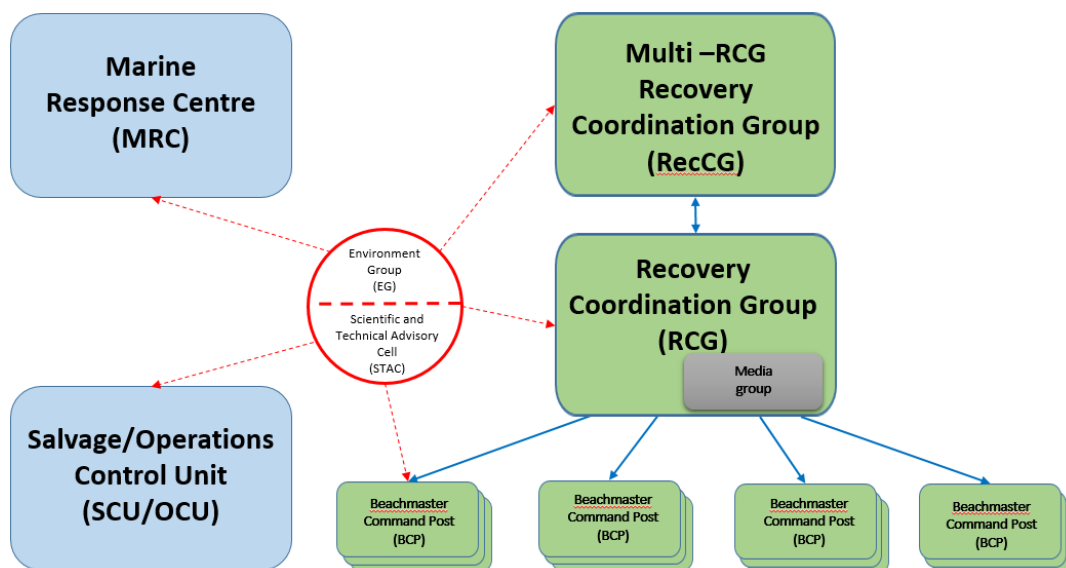 Marine
Response Centre
(MRC)
Multi –RCG
Recovery
Coordination Group
(RecCG)
Environment
Group
(EG)
Scientific and
Technical Advisory
Cell
(STAC)
Recovery
Coordination Group
(RCG)
Media
group
Salvage/Operations
Control Unit
(SCU/OCU)
Beachmaster
Command Post
(BCP)
Beachmaster
Command Post
(BCP)
Beachmaster
Command Post
(BCP)
Beachmaster
Command Post
(BCP)